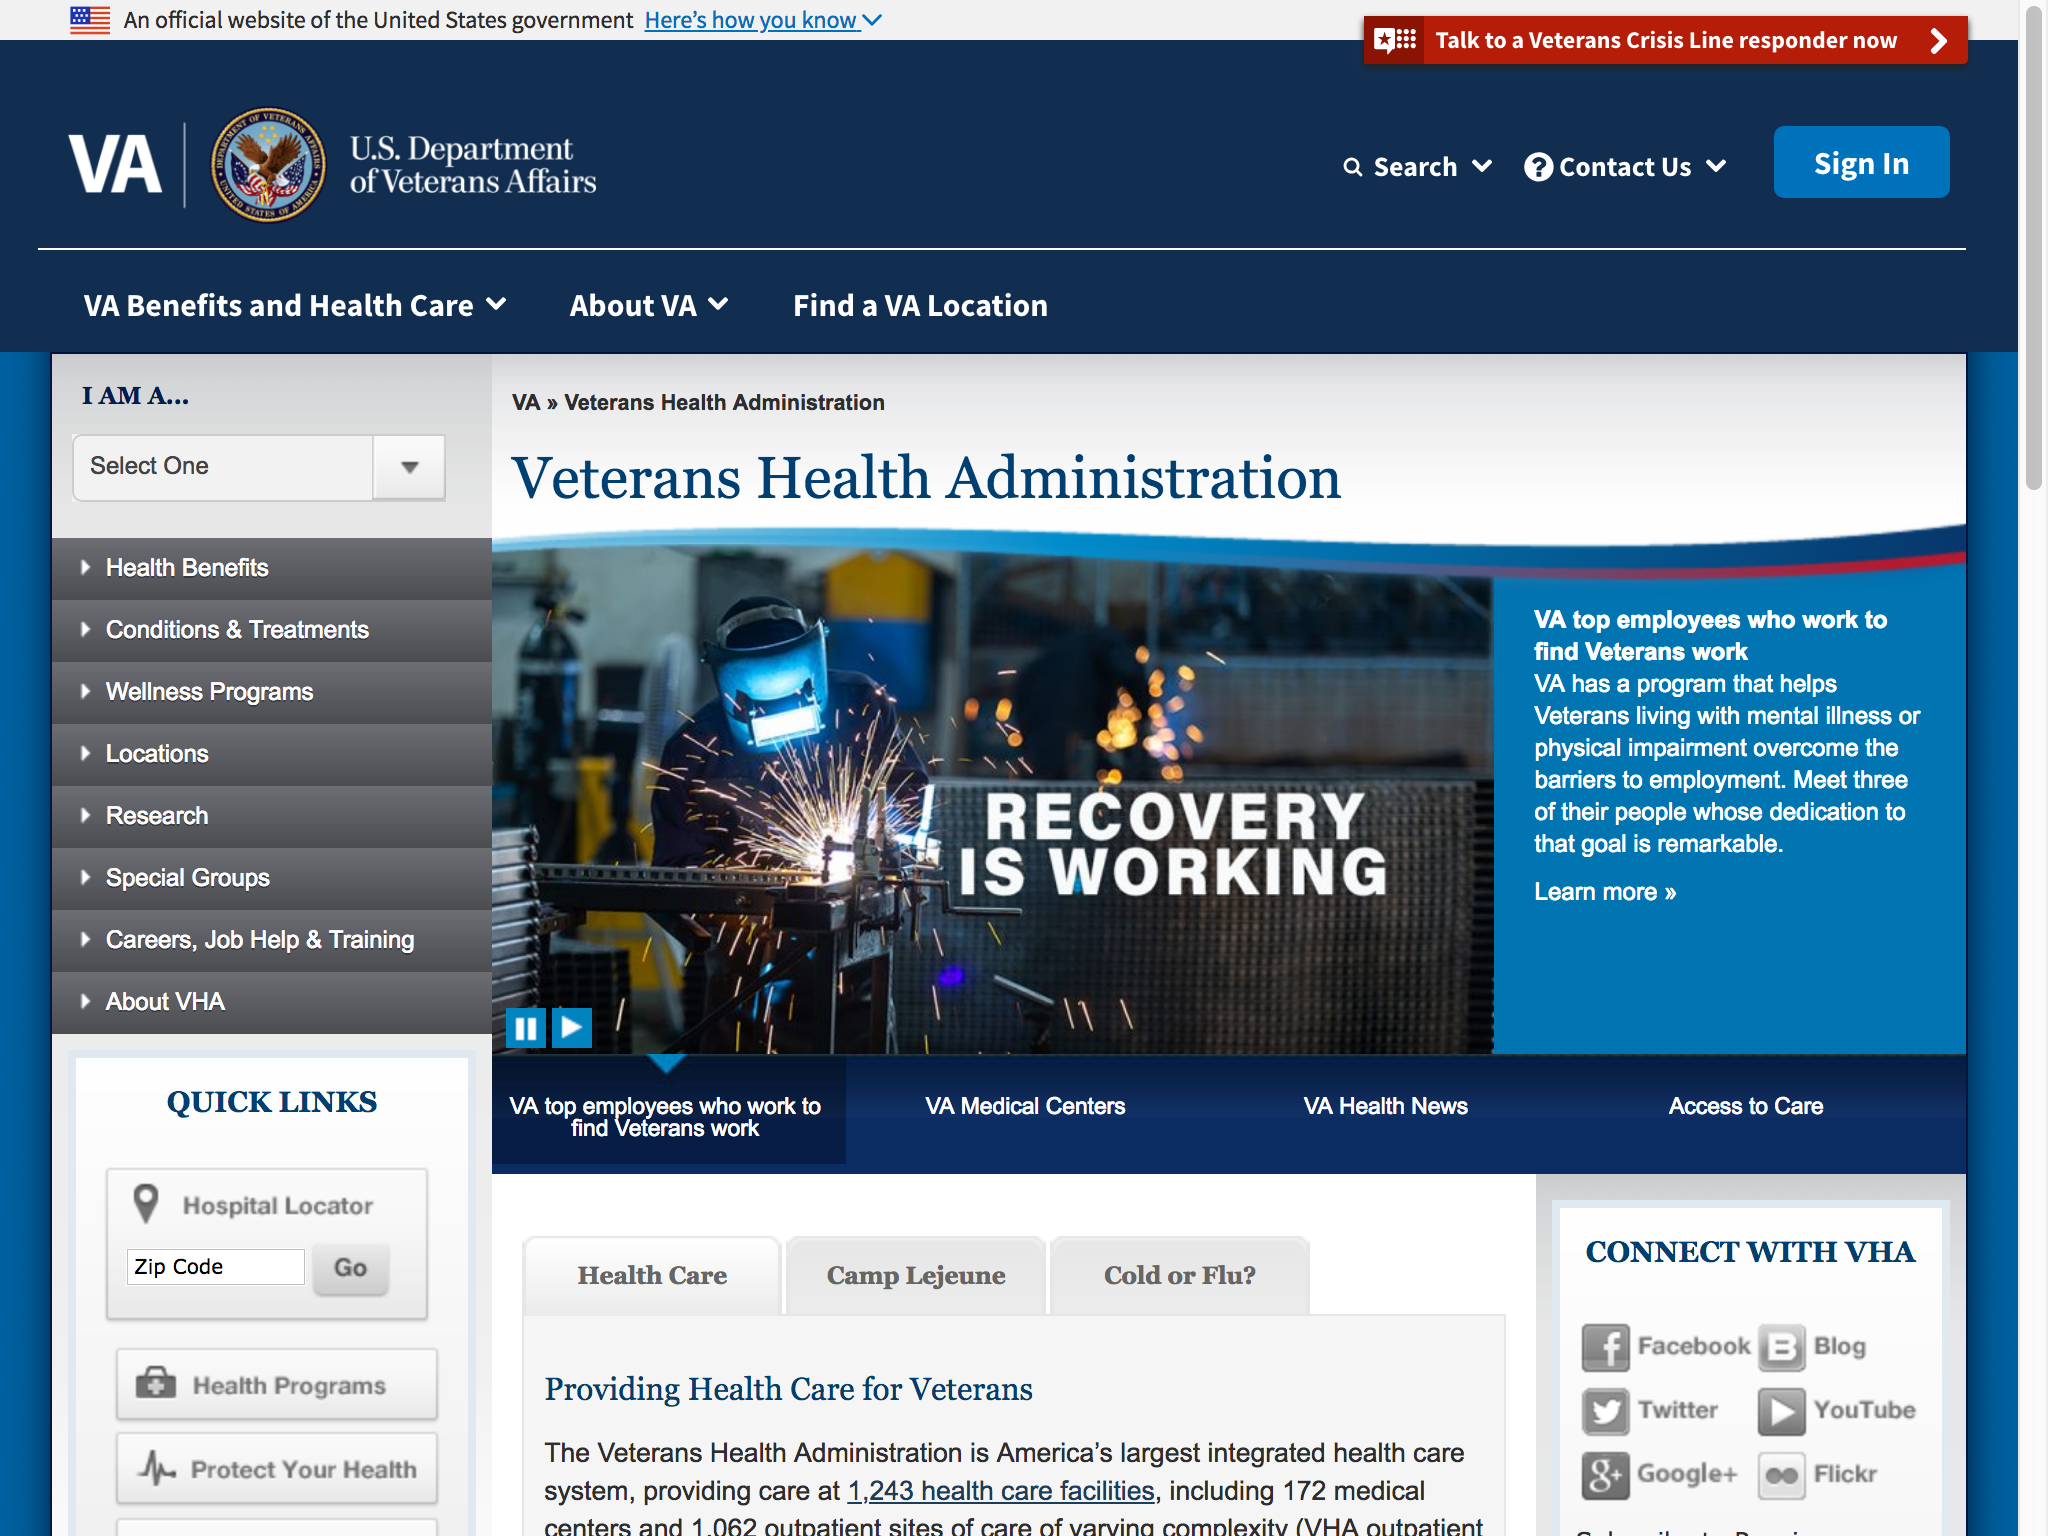 An official website of the United States government Here's how you know
Talk to a Veterans Crisis Line responder now
VA
U.S. Department
of Veterans Affairs
Search
Contact Us
Sign In
VA Benefits and Health Care
About VA
Find a VA Location
I AM A...
Select One
Health Benefits
Conditions & Treatments
Wellness Programs
Locations
Research
Special Groups
Careers, Job Help & Training
About VHA
QUICK LINKS
Hospital Locator
Zip Code
Go
Health Programs
Protect Your Health
VA » Veterans Health Administration
Veterans Health Administration
RECOVERY
IS WORKING
VA top employees who work to
find Veterans work
VA has a program that helps
Veterans living with mental illness or
physical impairment overcome the
barriers to employment. Meet three
of their people whose dedication to
that goal is remarkable.
Learn more »
VA top employees who work to
find Veterans work
VA Medical Centers
VA Health News
Access to Care
Health Care
Camp Lejeune
Cold or Flu?
Providing Health Care for Veterans
The Veterans Health Administration is America's largest integrated health care
system, providing care at 1,243 health care facilities, including 172 medical
centers and 1,062 outpatient sites of care of varying complexity (VHA outpatient
CONNECT WITH VHA
Facebook
Blog
Twitter
YouTube
Google+
Flickr